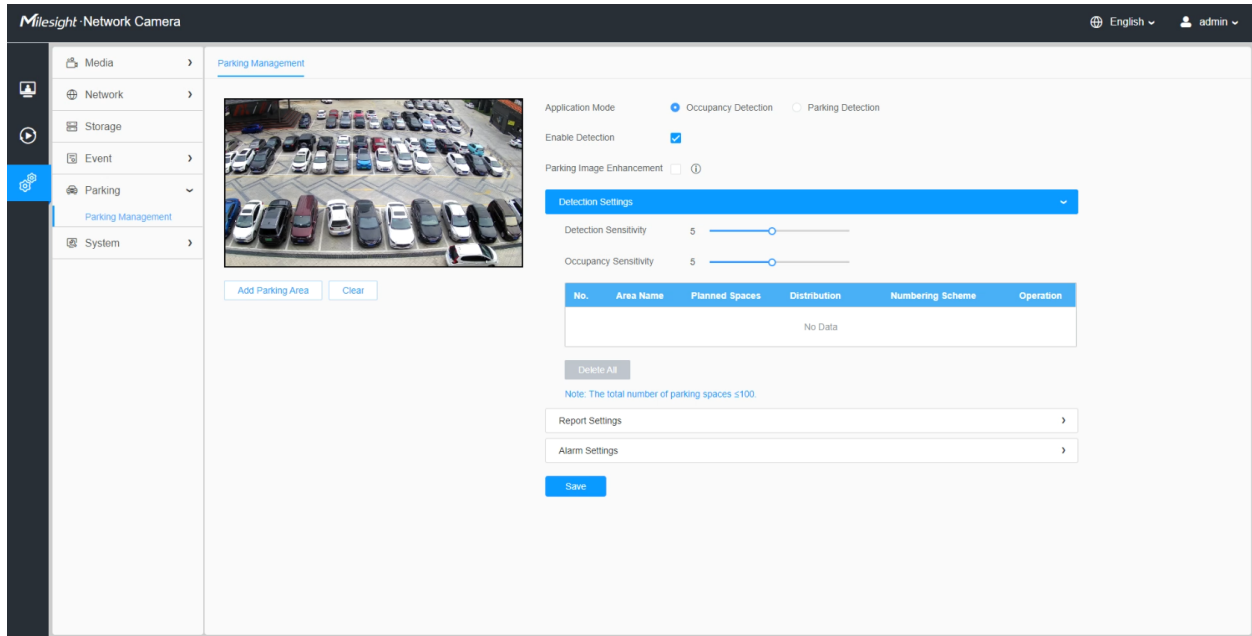 Milesight · Network Camera
English
admin
Media
Network
Storage
Event
Parking
Parking Management
System
Parking Management
Add Parking Area
Clear
Application Mode
Occupancy Detection
Parking Detection
Enable Detection
Parking Image Enhancement
Detection Settings
Detection Sensitivity 5
Occupancy Sensitivity 5
No. Area Name Planned Spaces Distribution Numbering Scheme Operation
No Data
Delete All
Note: The total number of parking spaces ≤100.
Report Settings
Alarm Settings
Save